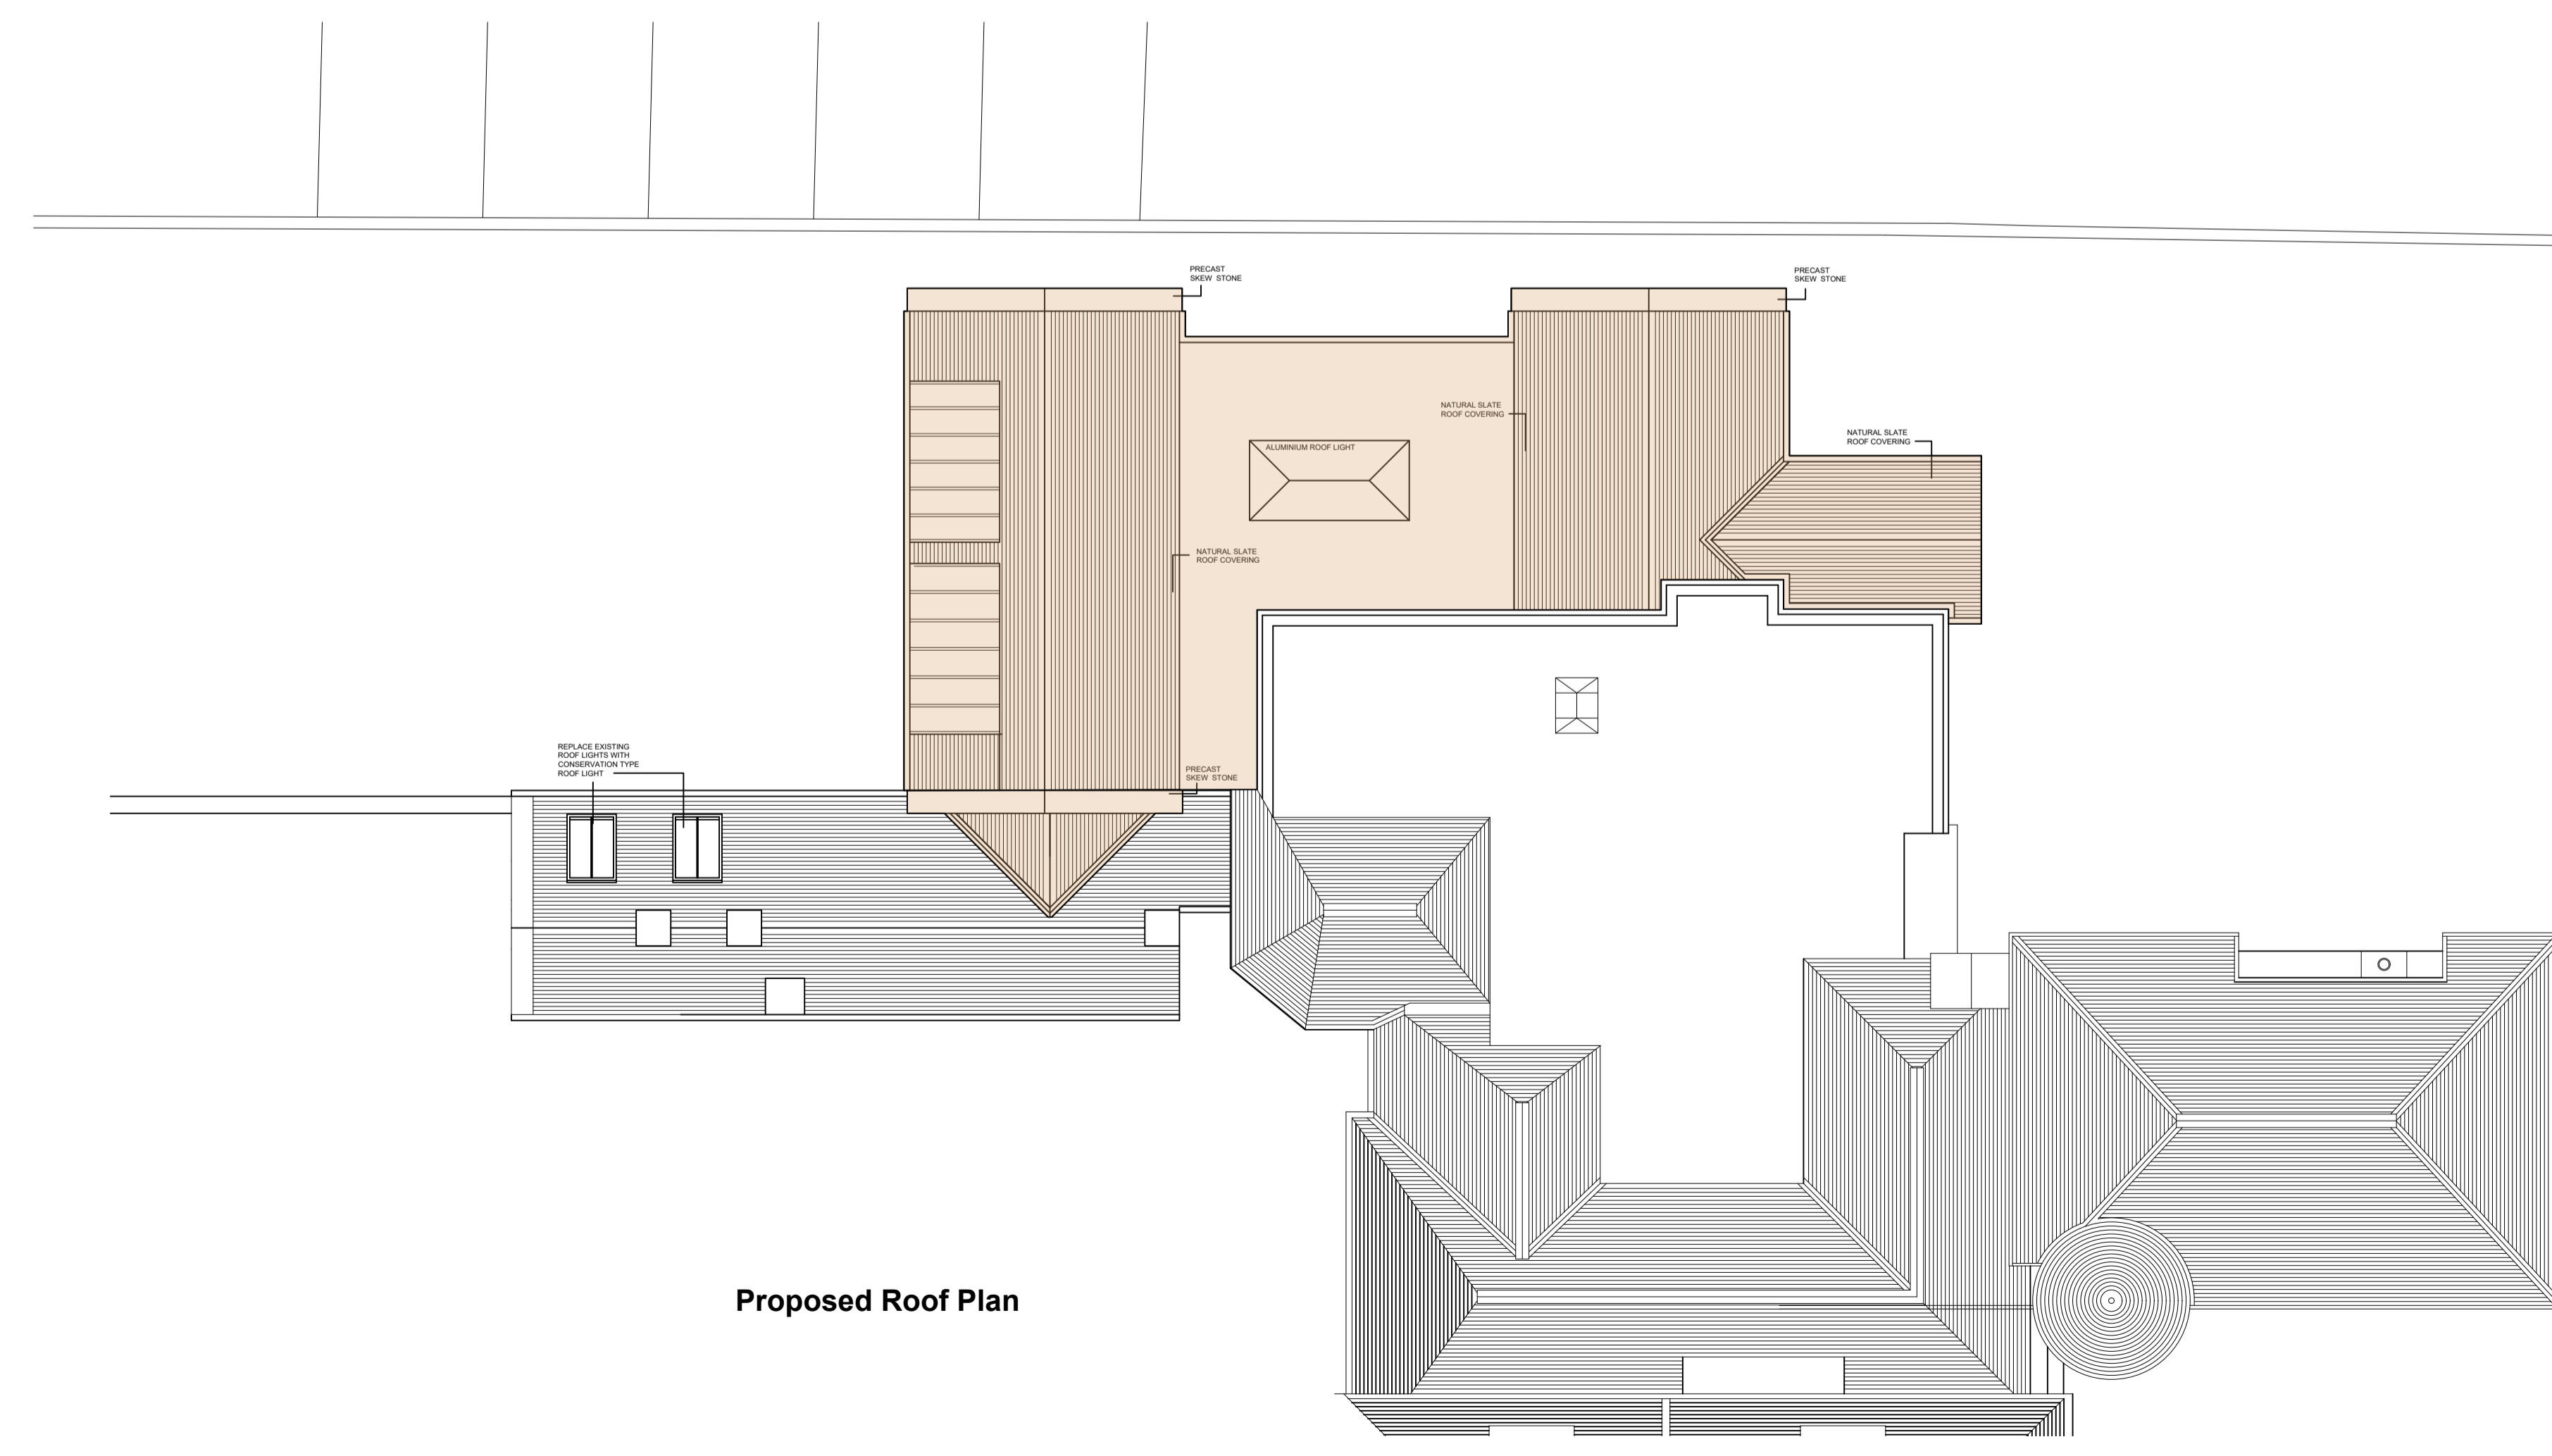 PRECAST
SKEW STONE
PRECAST
SKEW STONE
NATURAL SLATE
ROOF COVERING
NATURAL SLATE
ROOF COVERING
ALUMINIUM ROOF LIGHT
NATURAL SLATE
ROOF COVERING
REPLACE EXISTING
ROOF LIGHTS WITH
CONSERVATION TYPE
ROOF LIGHT
PRECAST
SKEW STONE
Proposed Roof Plan